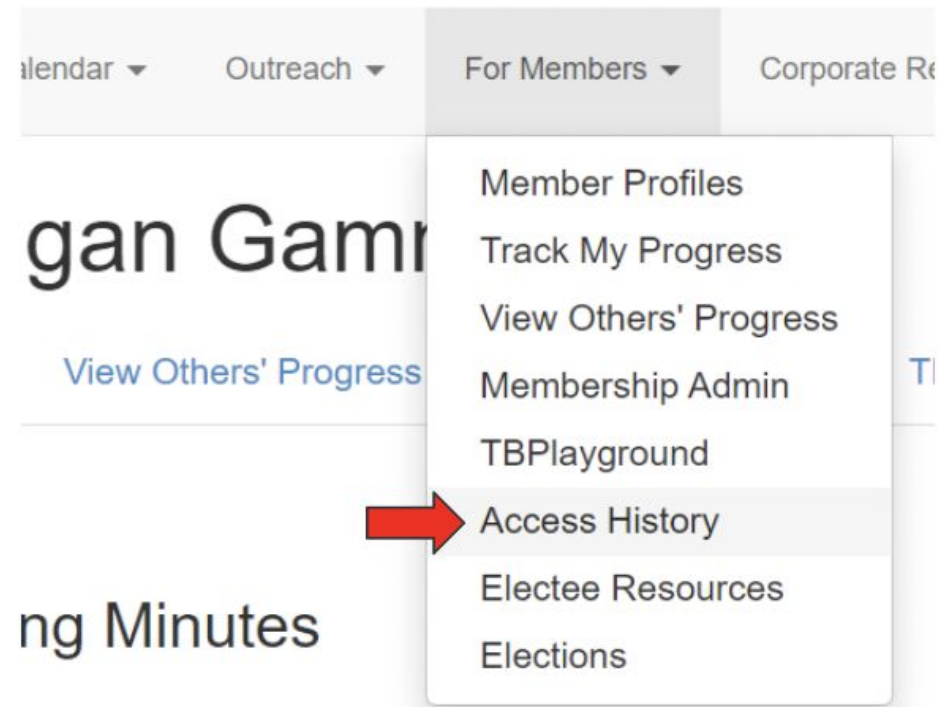 alendar Outreach For Members Corporate Re
Member Profiles
gan Gamr
Track My Progress
View Others' Progress
View Others' Progress
Membership Admin
TBPlayground
Access History
Electee Resources
ng Minutes
Elections